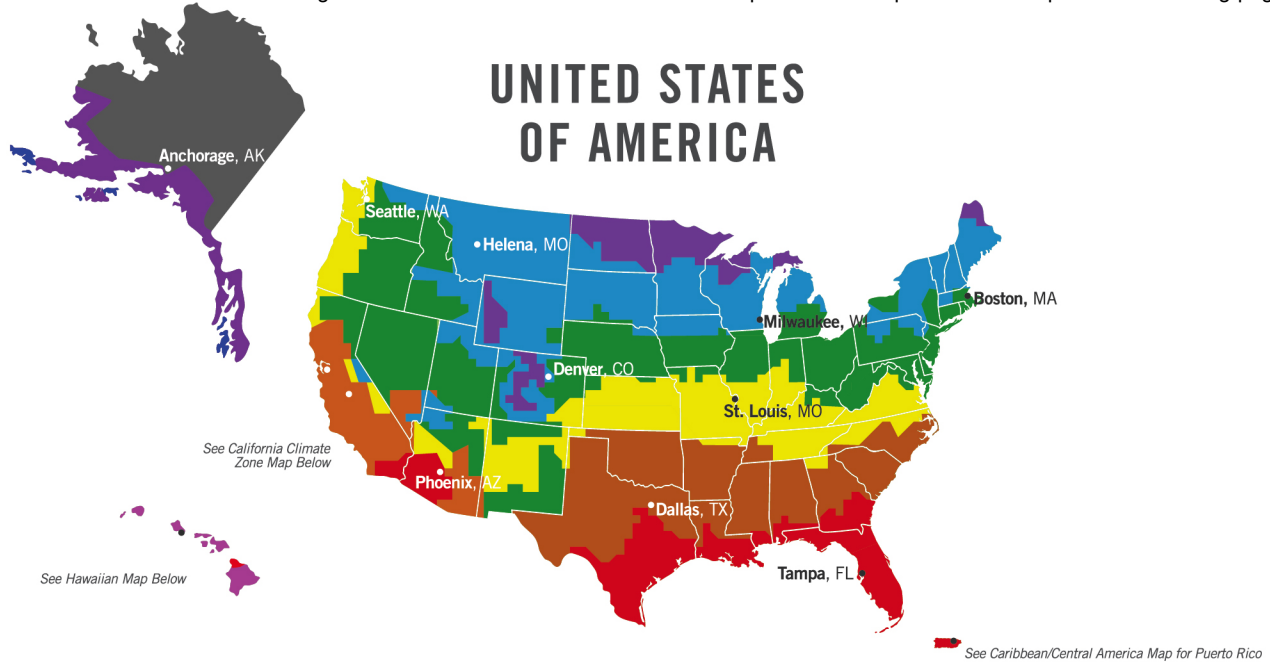 UNITED STATES
OF AMERICA
Anchorage, AK
Seattle, WA
Helena, MO
Boston, MA
Milwaukee, WI
Denver, CO
St. Louis, MO
See California Climate
Zone Map Below
Phoenix, AZ
Dallas, TX
See Hawaiian Map Below
Tampa, FL
See Caribbean/Central America Map for Puerto Rico